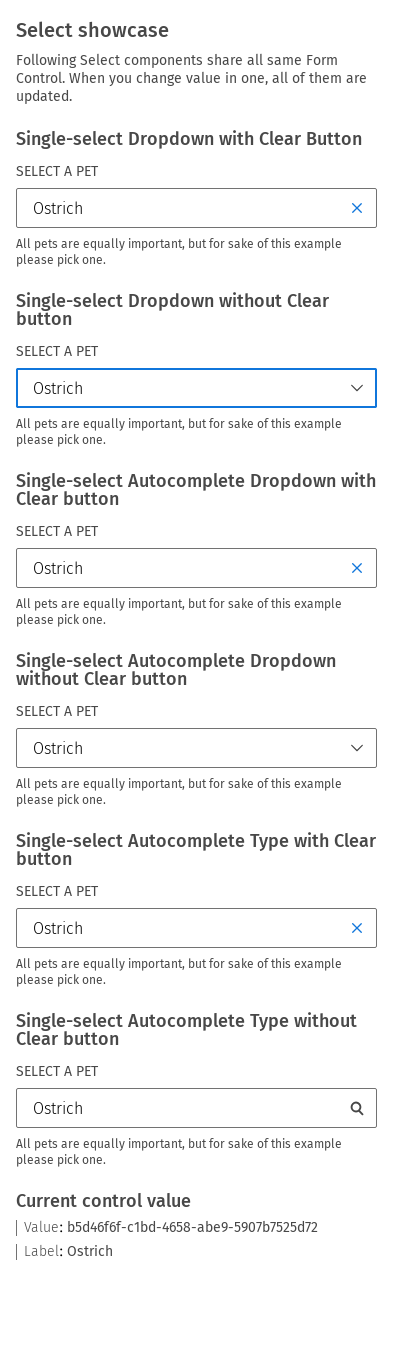 Select showcase
Following Select components share all same Form
Control. When you change value in one, all of them are
updated.
Single-select Dropdown with Clear Button
SELECT A PET
Ostrich
All pets are equally important, but for sake of this example
please pick one.
Single-select Dropdown without Clear
button
SELECT A PET
Ostrich
All pets are equally important, but for sake of this example
please pick one.
Single-select Autocomplete Dropdown with
Clear button
SELECT A PET
Ostrich
All pets are equally important, but for sake of this example
please pick one.
Single-select Autocomplete Dropdown
without Clear button
SELECT A PET
Ostrich
All pets are equally important, but for sake of this example
please pick one.
Single-select Autocomplete Type with Clear
button
SELECT A PET
Ostrich
All pets are equally important, but for sake of this example
please pick one.
Single-select Autocomplete Type without
Clear button
SELECT A PET
Ostrich
All pets are equally important, but for sake of this example
please pick one.
Current control value
Value: b5d46f6f-c1bd-4658-abe9-5907b7525d72
Label: Ostrich